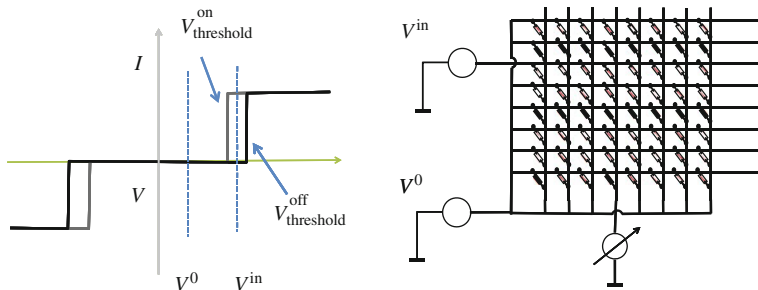 V^on_threshold
I
V
V^off_threshold
V^0 V^in
V^in
V^0